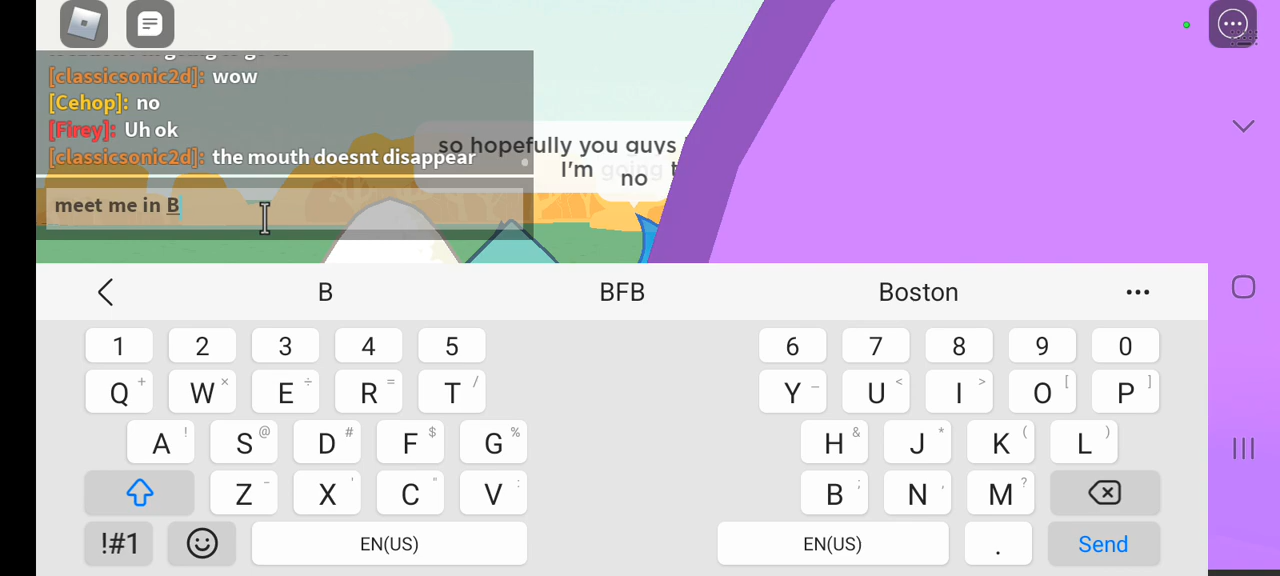 [classicsonic2d]: wow
[Cehop]: no
[Firey]: Uh ok
[classicsonic2d]: the mouth doesnt disappear
so hopefully you guys
I'm going t
no
meet me in B
B BFB Boston
1 2 3 4 5 6 7 8 9 0
Q + W × E ÷ R = T / Y _ U < I > O [ P ]
A ! S @ D # F $ G % H & J * K ( L )
Z - X ' C " V : B ; N , M ?
!#1 EN(US) EN(US) . Send